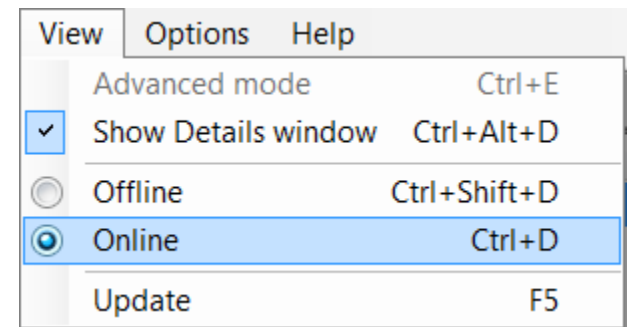 View Options Help
Advanced mode Ctrl+E
Show Details window Ctrl+Alt+D
Offline Ctrl+Shift+D
Online Ctrl+D
Update F5